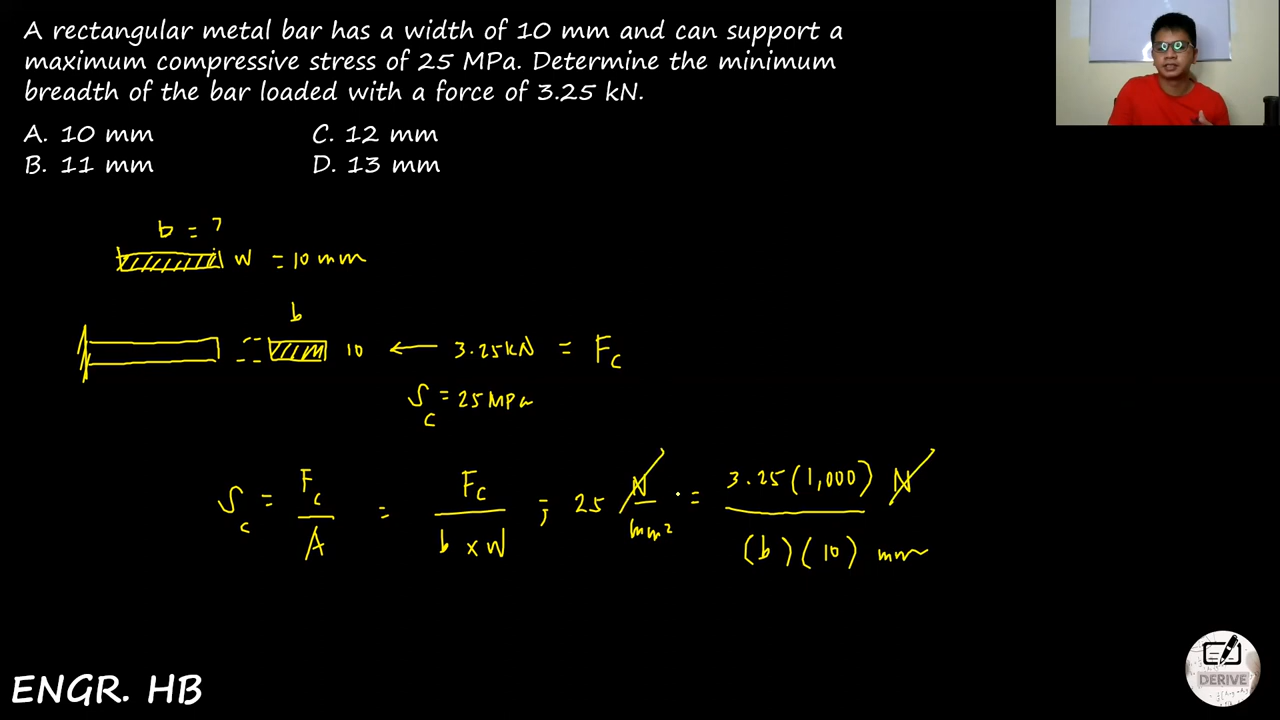 A rectangular metal bar has a width of 10 mm and can support a
maximum compressive stress of 25 MPa. Determine the minimum
breadth of the bar loaded with a force of 3.25 kN.
A. 10 mm C. 12 mm
B. 11 mm D. 13 mm
b = ?
W = 10 mm
b
10 ← 3.25 kN = Fc
Sc = 25 MPa
Sc = Fc/A = Fc/(b x W) ; 25 N/mm² = 3.25(1,000) N/((b)(10) mm)
ENGR. HB
DERIVE